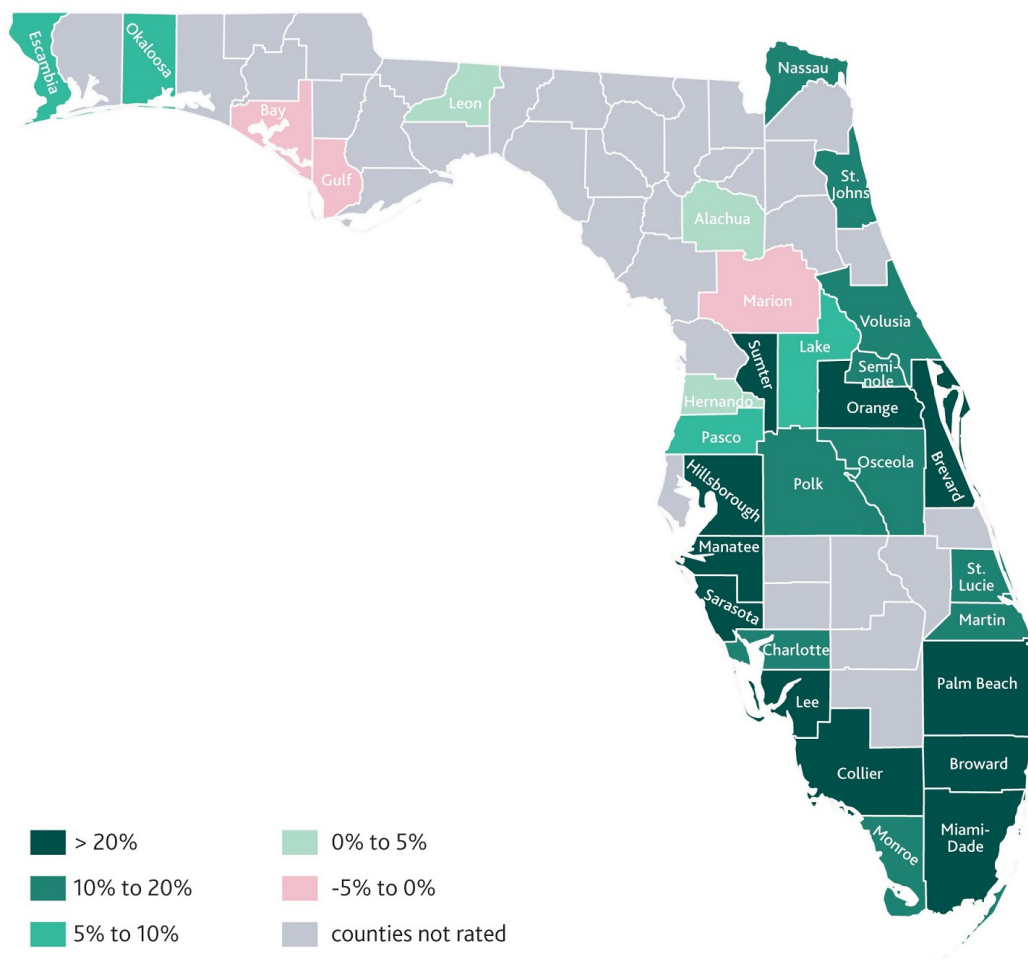 Escambia
Okaloosa
Leon
Bay
Gulf
Nassau
St.
Johns
Alachua
Marion
Volusia
Sumter
Lake
Semi-
nole
Hernando
Orange
Pasco
Hillsborough
Polk
Osceola
Brevard
Manatee
Sarasota
St.
Lucie
Martin
Charlotte
Lee
Palm Beach
Collier
Broward
Monroe
Miami-
Dade
> 20%
10% to 20%
5% to 10%
0% to 5%
-5% to 0%
counties not rated